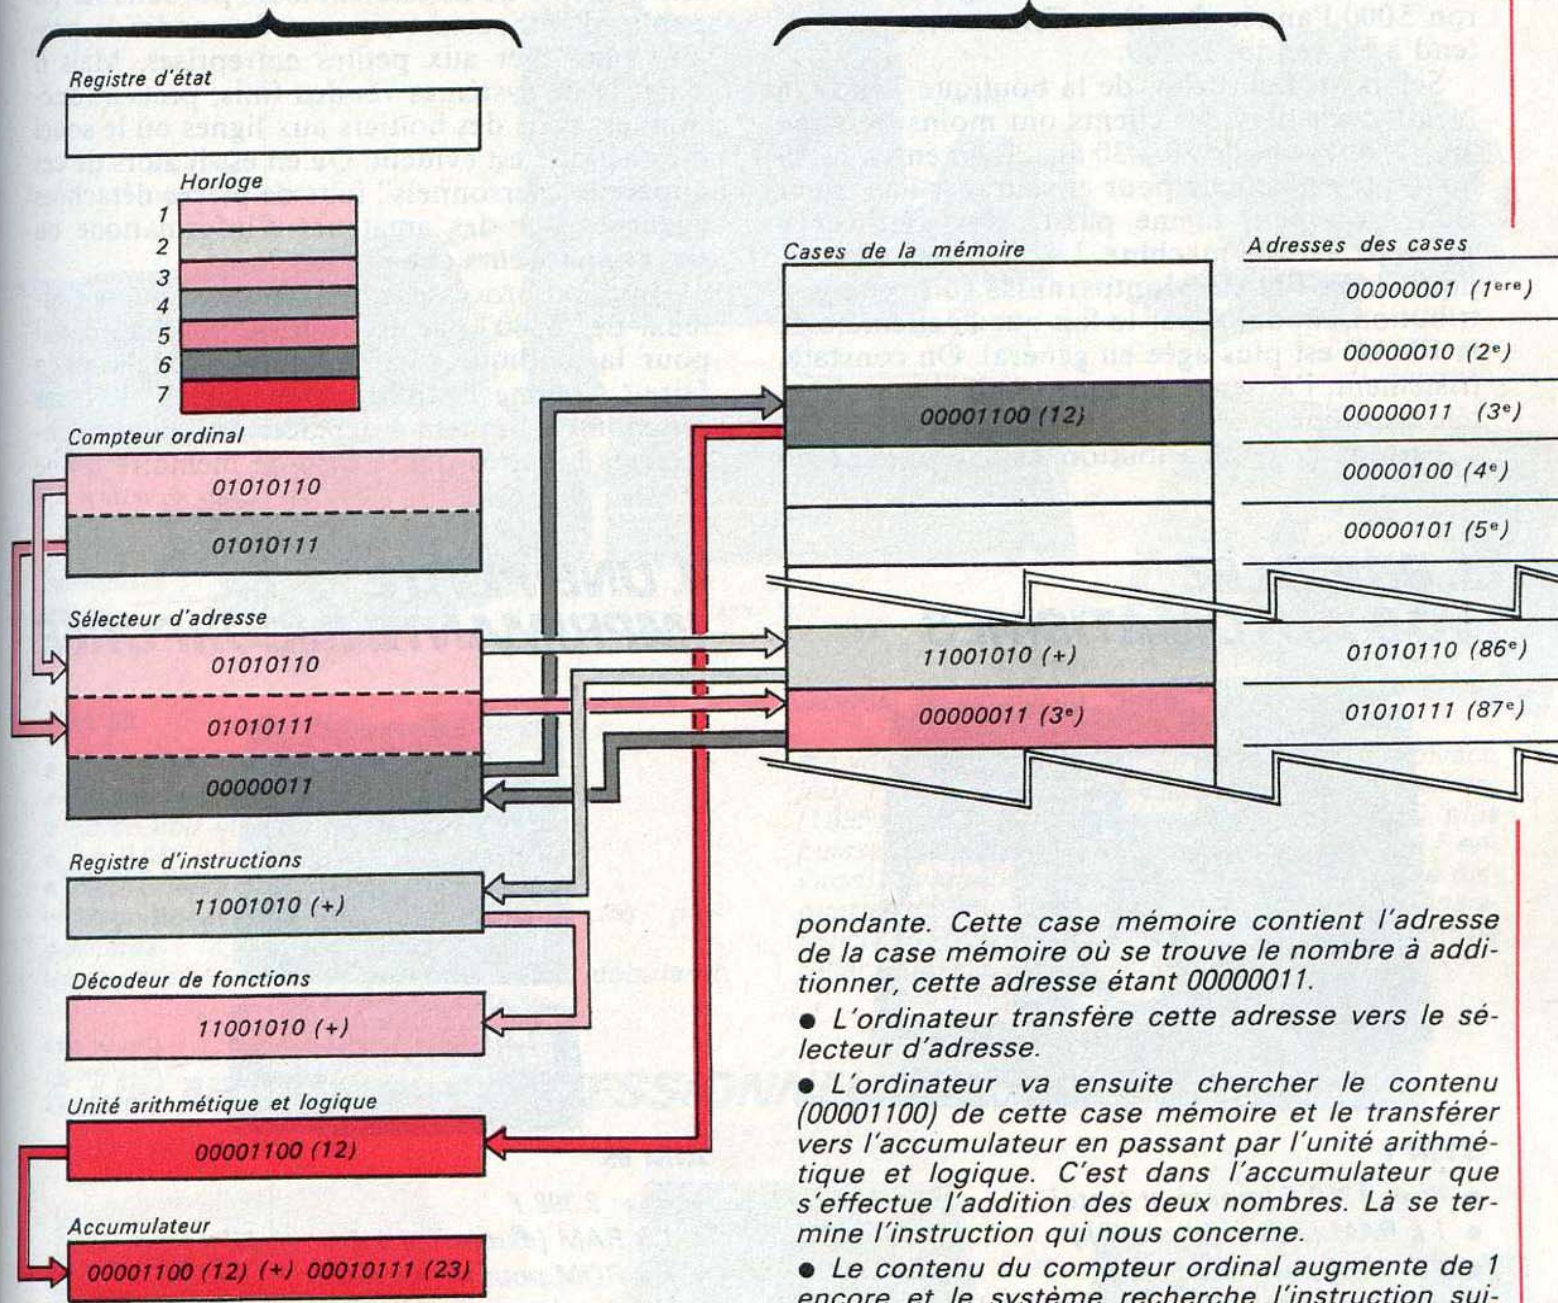 Registre d'état
Horloge
1
2
3
4
5
6
7
Compteur ordinal
01010110
01010111
Sélecteur d'adresse
01010110
01010111
00000011
Registre d'instructions
11001010 (+)
Décodeur de fonctions
11001010 (+)
Unité arithmétique et logique
00001100 (12)
Accumulateur
00001100 (12) (+) 00010111 (23)
Cases de la mémoire
00001100 (12)
11001010 (+)
00000011 (3e)
Adresses des cases
00000001 (1ere)
00000010 (2e)
00000011 (3e)
00000100 (4e)
00000101 (5e)
01010110 (86e)
01010111 (87e)
pondante. Cette case mémoire contient l'adresse
de la case mémoire où se trouve le nombre à addi-
tionner, cette adresse étant 00000011.
● L'ordinateur transfère cette adresse vers le sé-
lecteur d'adresse.
● L'ordinateur va ensuite chercher le contenu
(00001100) de cette case mémoire et le transférer
vers l'accumulateur en passant par l'unité arithmé-
tique et logique. C'est dans l'accumulateur que
s'effectue l'addition des deux nombres. Là se ter-
mine l'instruction qui nous concerne.
● Le contenu du compteur ordinal augmente de 1
encore et le système recherche l'instruction sui-